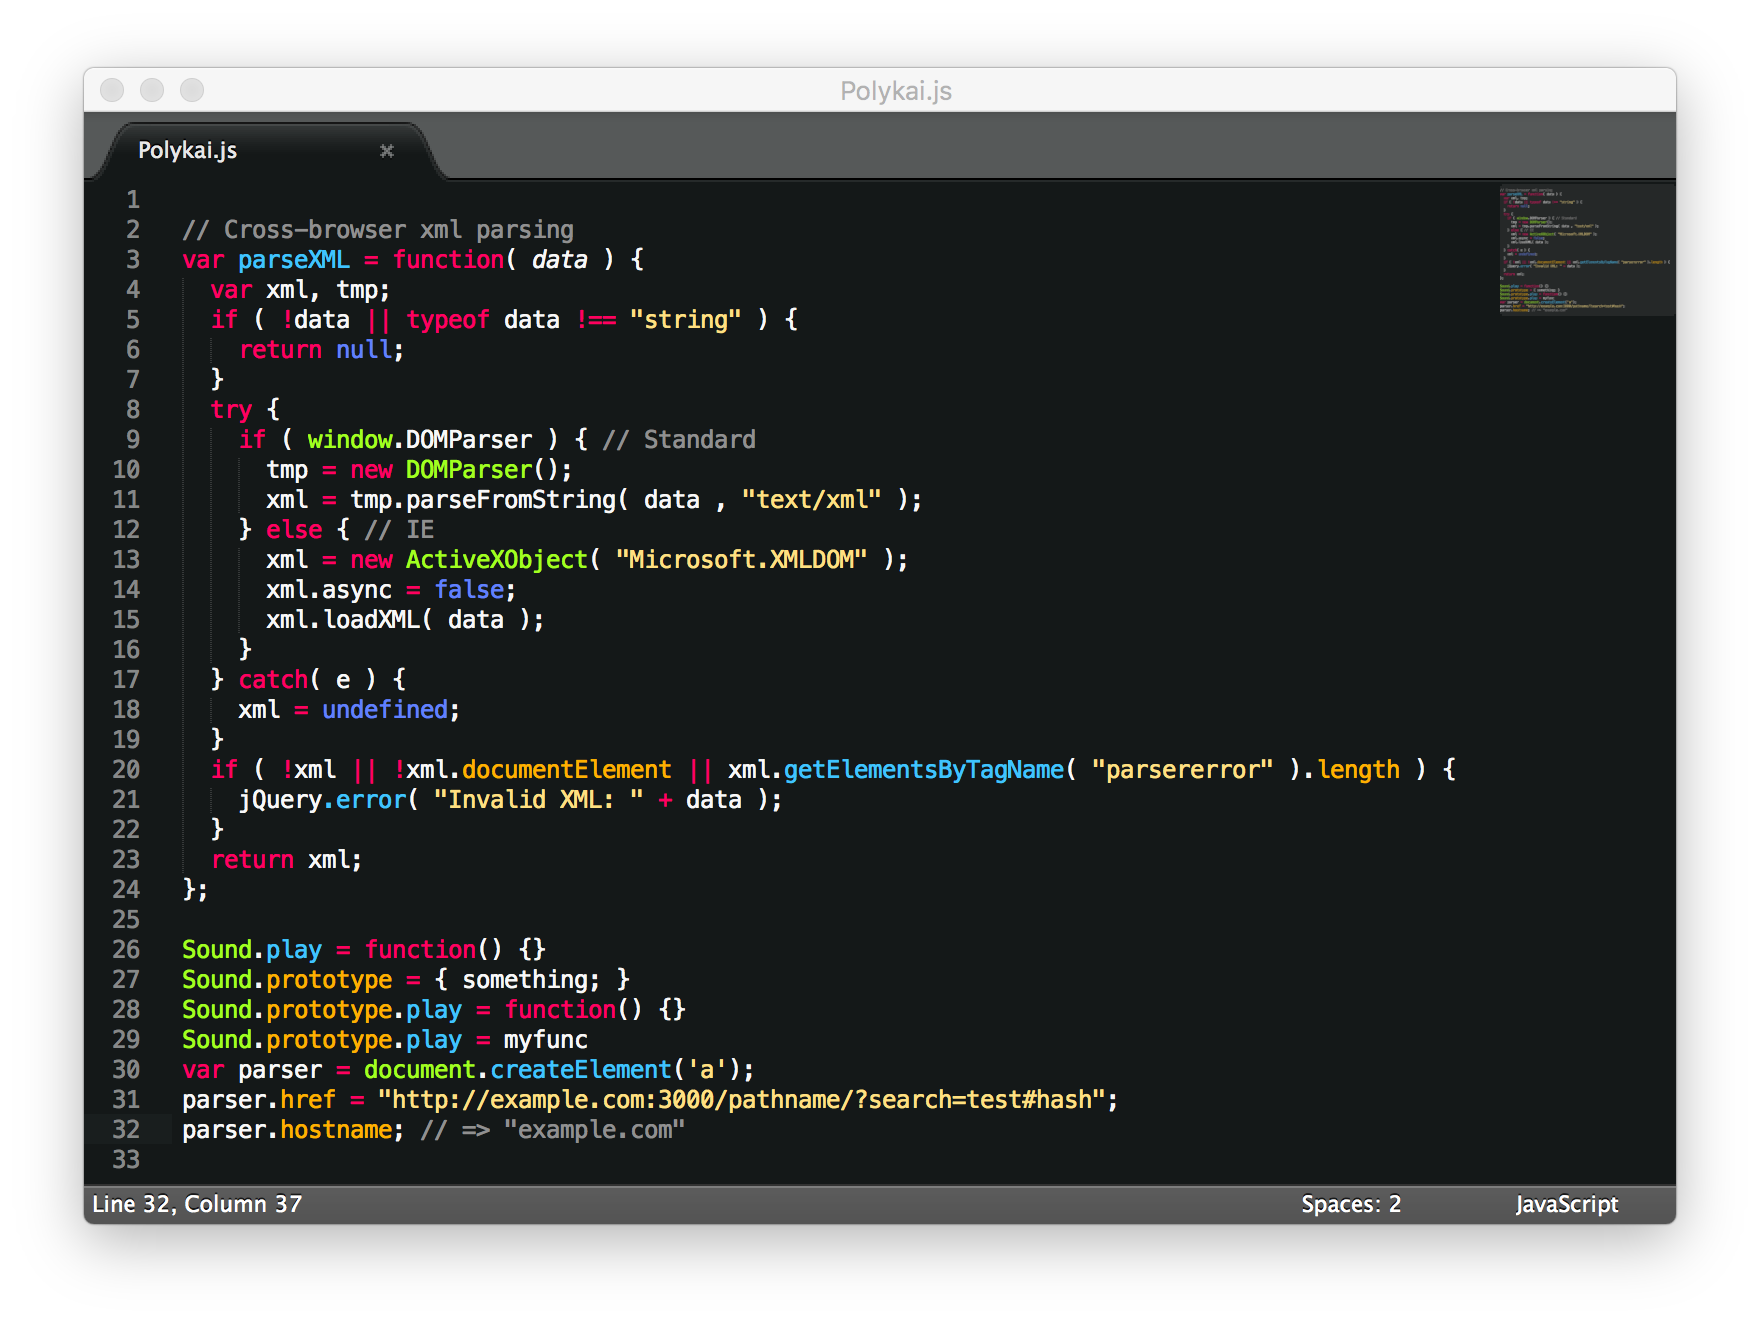 Polykai.js
Polykai.js
1
2 // Cross-browser xml parsing
3 var parseXML = function( data ) {
4   var xml, tmp;
5   if ( !data || typeof data !== "string" ) {
6     return null;
7   }
8   try {
9     if ( window.DOMParser ) { // Standard
10       tmp = new DOMParser();
11       xml = tmp.parseFromString( data , "text/xml" );
12     } else { // IE
13       xml = new ActiveXObject( "Microsoft.XMLDOM" );
14       xml.async = false;
15       xml.loadXML( data );
16     }
17   } catch( e ) {
18     xml = undefined;
19   }
20   if ( !xml || !xml.documentElement || xml.getElementsByTagName( "parsererror" ).length ) {
21     jQuery.error( "Invalid XML: " + data );
22   }
23   return xml;
24 };
25
26 Sound.play = function() {}
27 Sound.prototype = { something; }
28 Sound.prototype.play = function() {}
29 Sound.prototype.play = myfunc
30 var parser = document.createElement('a');
31 parser.href = "http://example.com:3000/pathname/?search=test#hash";
32 parser.hostname; // => "example.com"
33
Line 32, Column 37 Spaces: 2 JavaScript